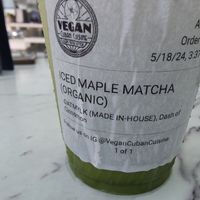 VEGAN
Cuban Cuisine
A
Order
5/18/24, 3:37
ICED MAPLE MATCHA
(ORGANIC)
OATMILK (MADE IN-HOUSE), Dash of
Cinnamon
us on IG @VeganCubanCuisine
1 of 1